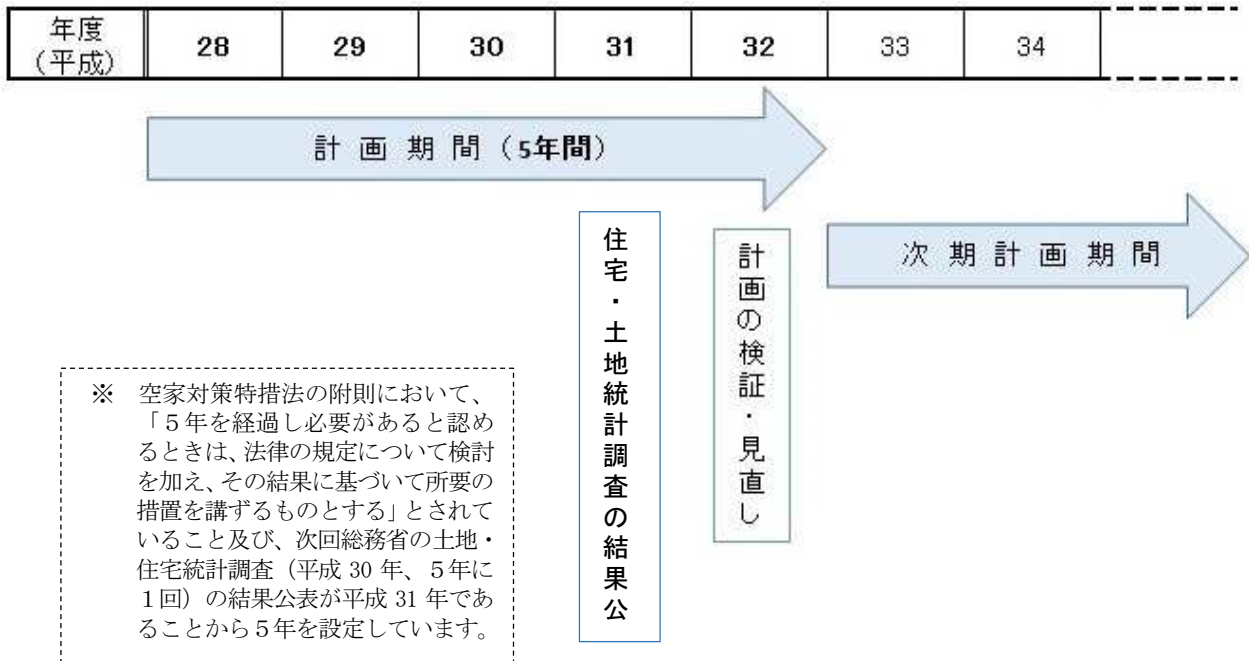 年度
(平成)
28
29
30
31
32
33
34
計画期間(5年間)
次期計画期間
住宅・土地統計調査の結果公
計画の検証・見直し
※ 空家対策特措法の附則において、
「5年を経過し必要があると認め
るときは、法律の規定について検討
を加え、その結果に基づいて所要の
措置を講ずるものとする」とされて
いること及び、次回総務省の土地・
住宅統計調査（平成 30 年、5年に
1回）の結果公表が平成 31 年であ
ることから5年を設定しています。